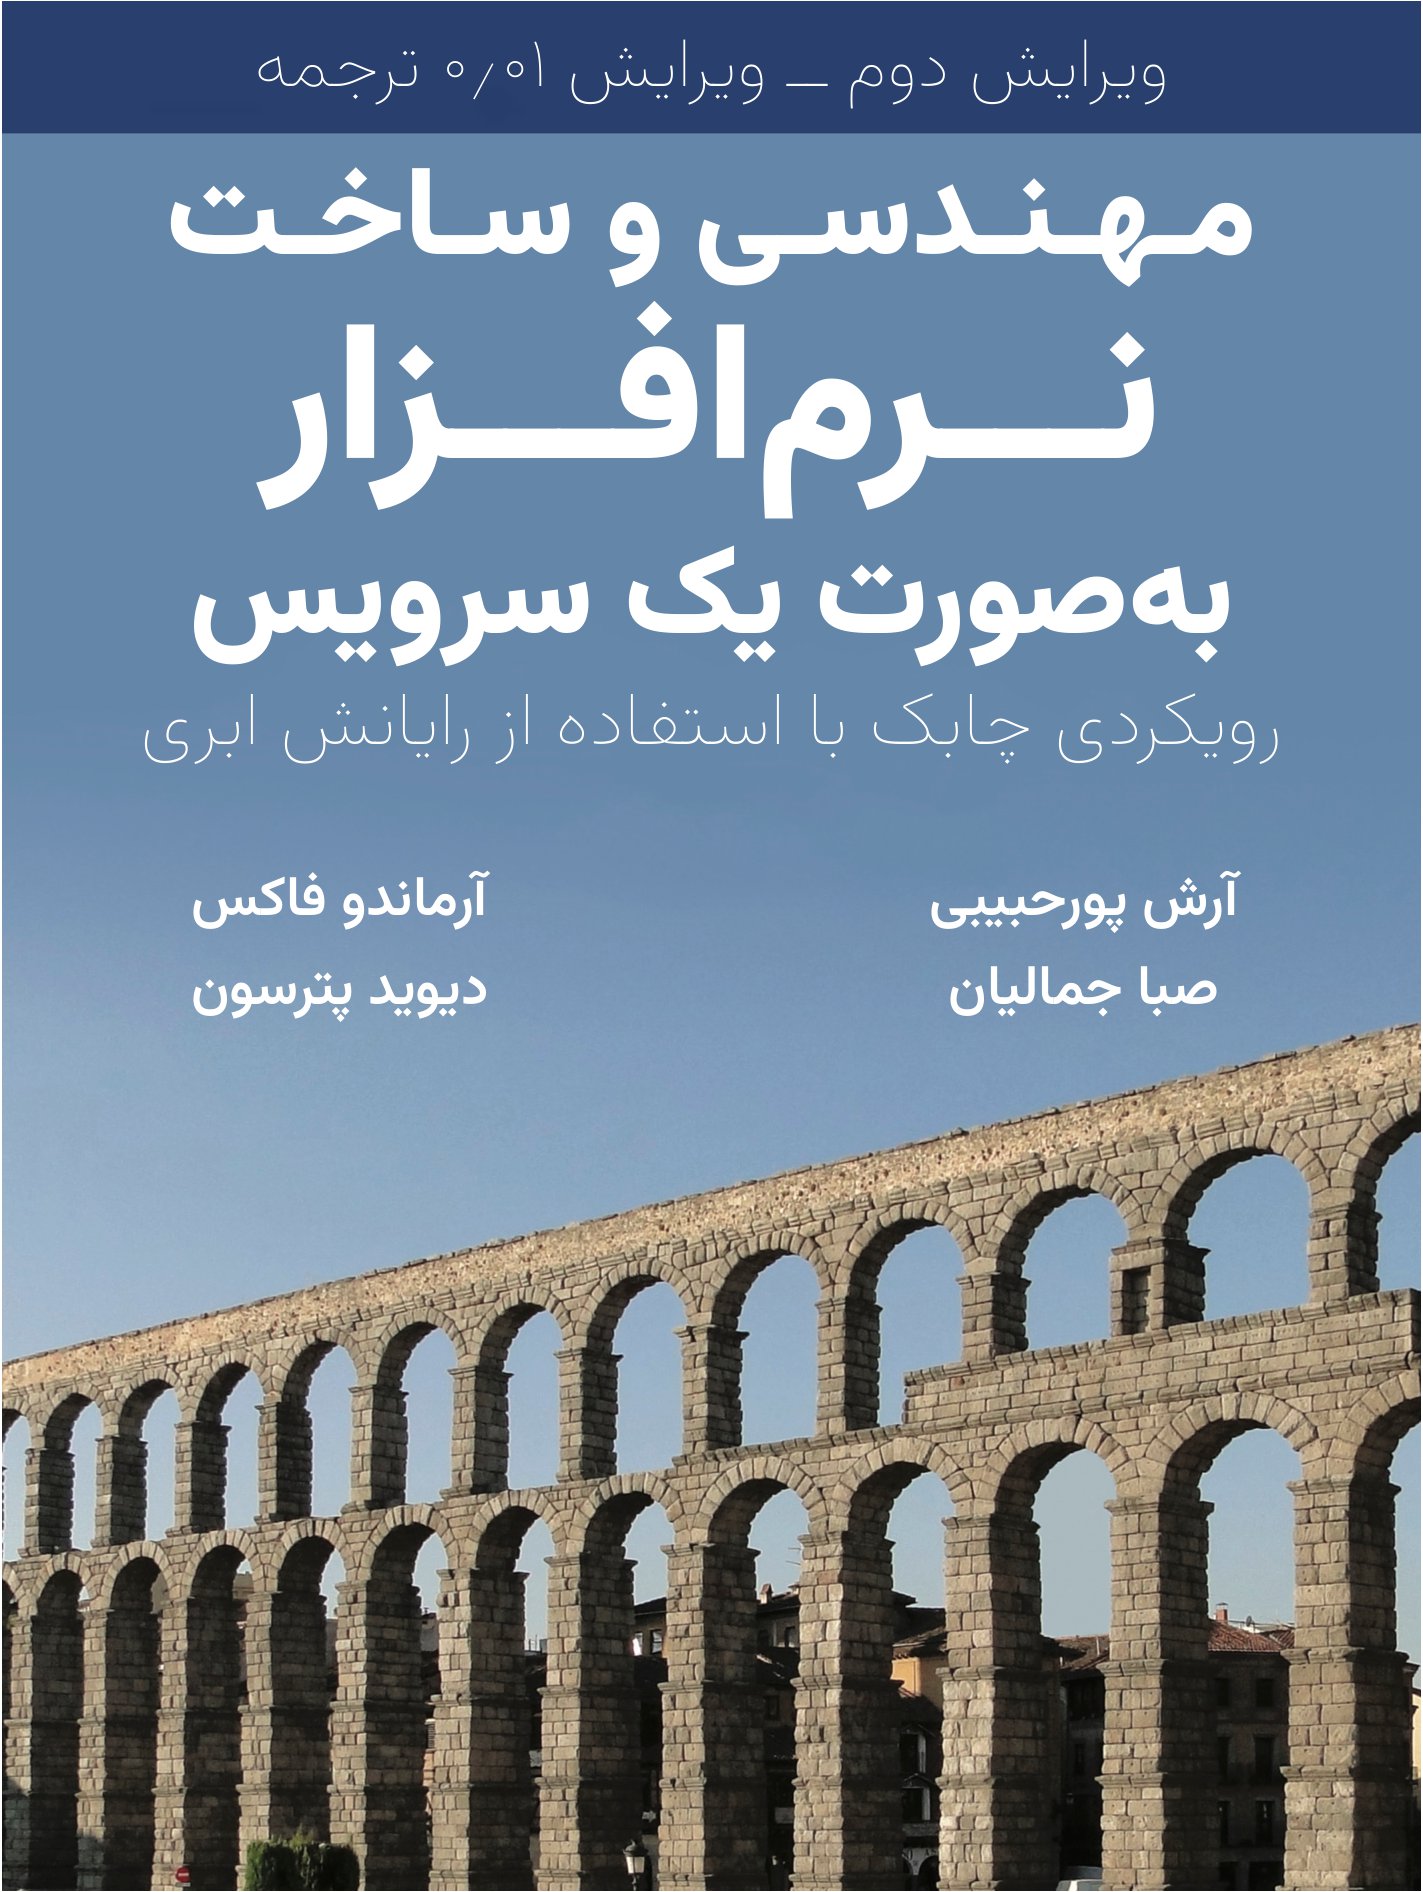 ویرایش دوم ـ ویرایش ۰٫۰۱ ترجمه
مهندسی و ساخت
نرم‌افزار
به‌صورت یک سرویس
رویکردی چابک با استفاده از رایانش ابری
آرش پورحبیبی
صبا جمالیان
آرماندو فاکس
دیوید پترسون